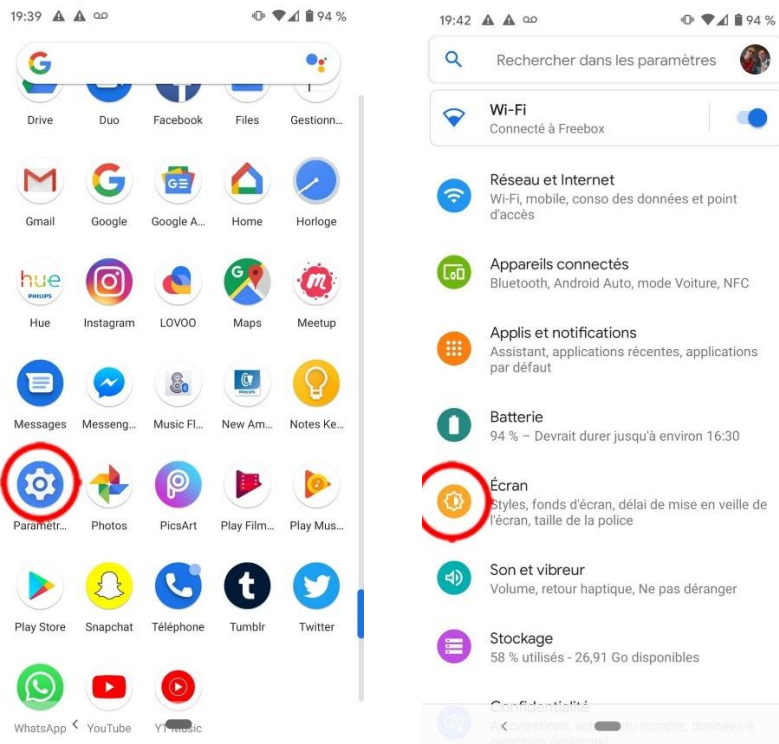 19:39 94 %
Drive Duo Facebook Files Gestionn...
Gmail Google Google A... Home Horloge
hue
PHILIPS
Hue Instagram LOVOO Maps Meetup
Messages Messeng... Music Fl... New Am... Notes Ke...
Paramètr... Photos PicsArt Play Film... Play Mus...
Play Store Snapchat Téléphone Tumblr Twitter
WhatsApp YouTube YT Music
19:42 94 %
Rechercher dans les paramètres
Wi-Fi
Connecté à Freebox
Réseau et Internet
Wi-Fi, mobile, conso des données et point
d'accès
Appareils connectés
Bluetooth, Android Auto, mode Voiture, NFC
Applis et notifications
Assistant, applications récentes, applications
par défaut
Batterie
94 % – Devrait durer jusqu'à environ 16:30
Écran
Styles, fonds d'écran, délai de mise en veille de
l'écran, taille de la police
Son et vibreur
Volume, retour haptique, Ne pas déranger
Stockage
58 % utilisés - 26,91 Go disponibles
Confidentialité
compte, données à
caractère personnel